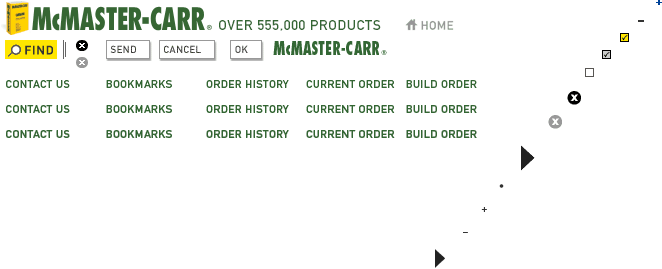 McMASTER-CARR® OVER 555,000 PRODUCTS HOME
FIND SEND CANCEL OK McMASTER-CARR®
CONTACT US BOOKMARKS ORDER HISTORY CURRENT ORDER BUILD ORDER
CONTACT US BOOKMARKS ORDER HISTORY CURRENT ORDER BUILD ORDER
CONTACT US BOOKMARKS ORDER HISTORY CURRENT ORDER BUILD ORDER